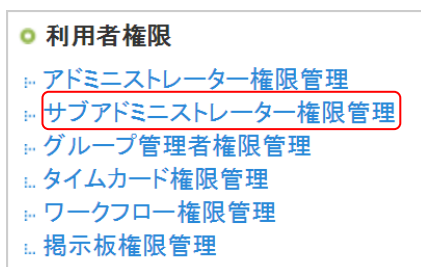 利用者権限
アドミニストレーター権限管理
サブアドミニストレーター権限管理
グループ管理者権限管理
タイムカード権限管理
ワークフロー権限管理
掲示板権限管理